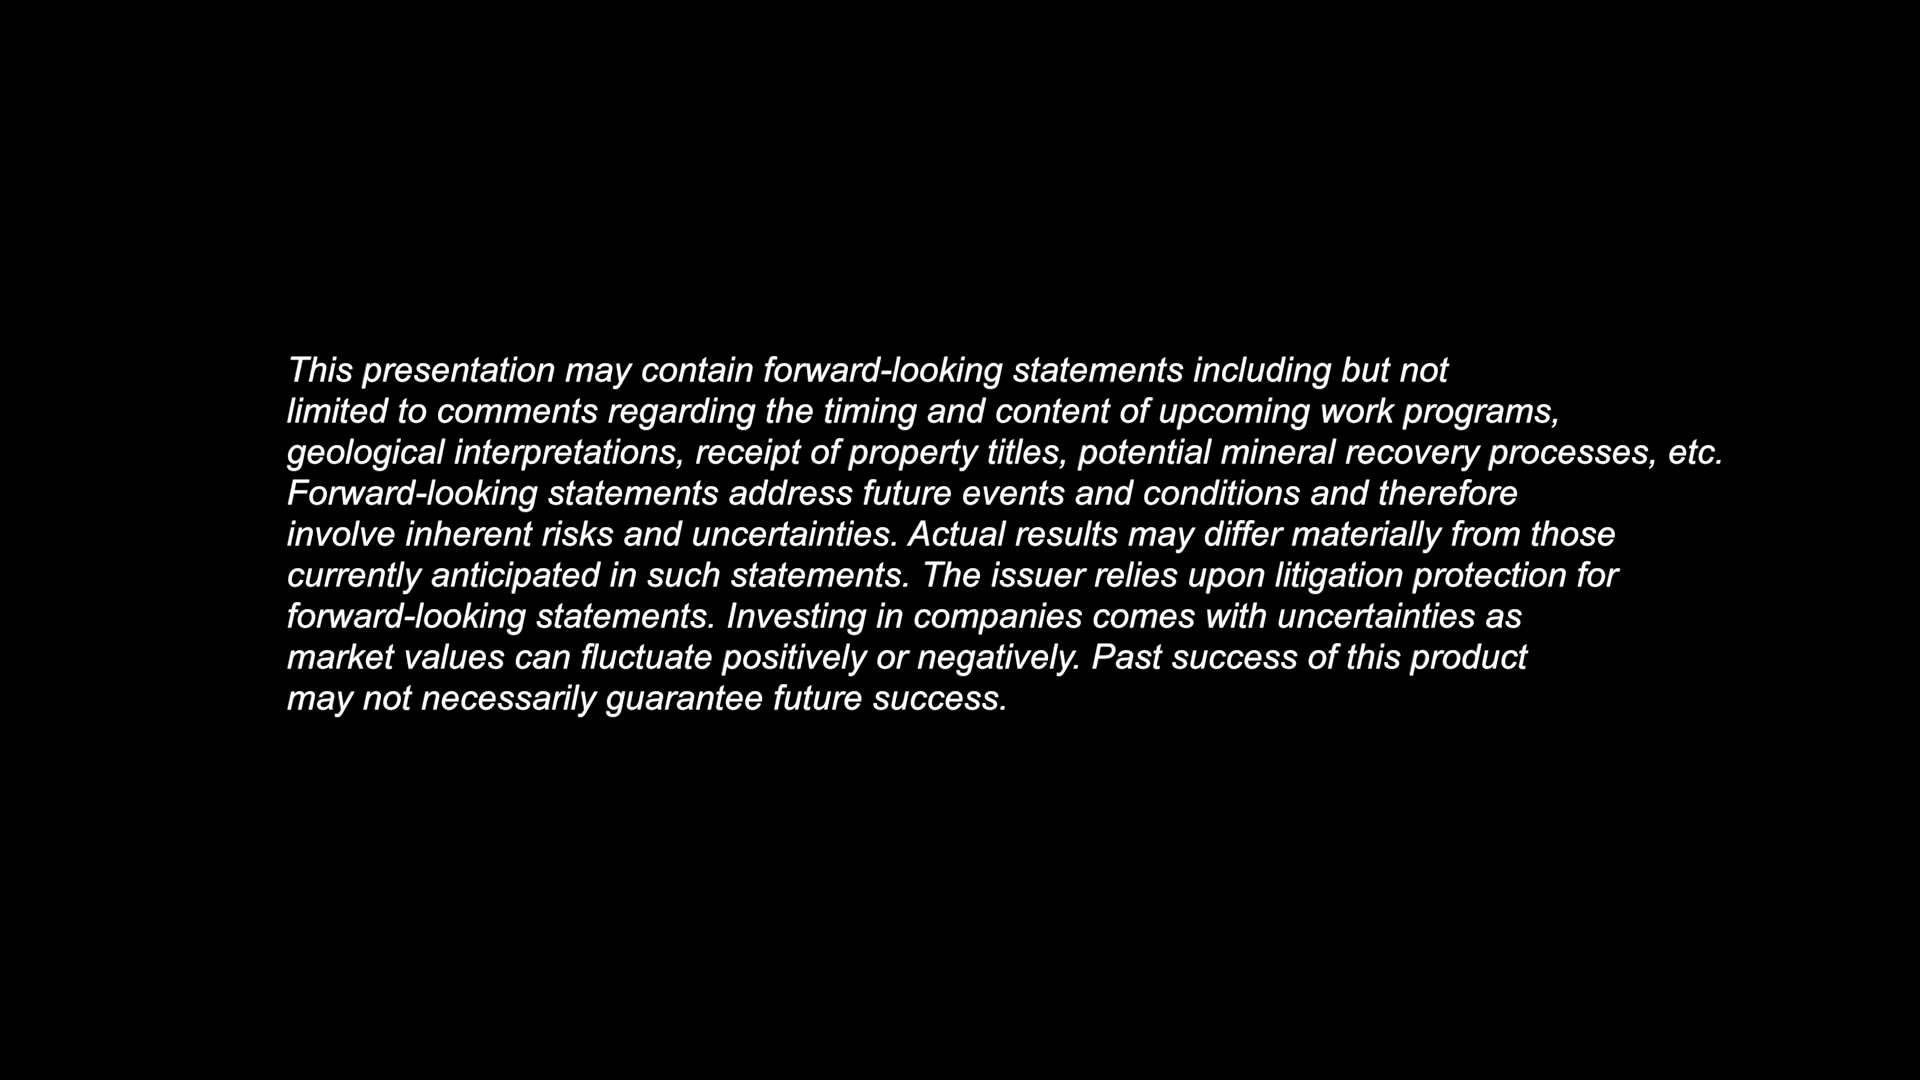 This presentation may contain forward-looking statements including but not
limited to comments regarding the timing and content of upcoming work programs,
geological interpretations, receipt of property titles, potential mineral recovery processes, etc.
Forward-looking statements address future events and conditions and therefore
involve inherent risks and uncertainties. Actual results may differ materially from those
currently anticipated in such statements. The issuer relies upon litigation protection for
forward-looking statements. Investing in companies comes with uncertainties as
market values can fluctuate positively or negatively. Past success of this product
may not necessarily guarantee future success.